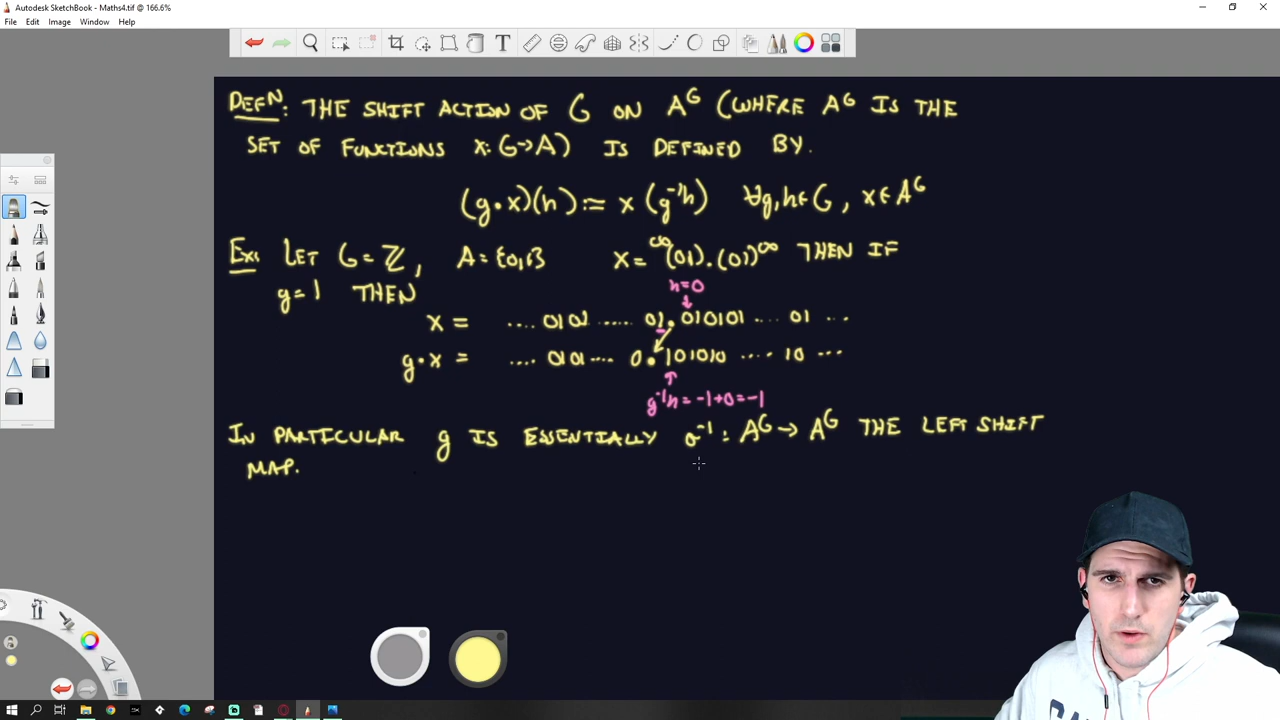 Autodesk SketchBook - Maths4.tif @ 166.6%
File Edit Image Window Help
DEFN: THE SHIFT ACTION OF G ON A^G (WHERE A^G IS THE
SET OF FUNCTIONS x: G→A) IS DEFINED BY.
(g·x)(h) := x (g^-1h) ∀g,h∈G, x∈A^G
Ex: LET G=ℤ, A={0,1} x=^∞(01).(01)^∞ THEN IF
g=1 THEN
h=0
x = .... 0101 ...... 01.010101 .... 01 ...
g·x = .... 0101.... 0.101010 .... 10 ...
g^-1h = -1+0=-1
IN PARTICULAR g IS ESSENTIALLY σ^-1: A^G→A^G THE LEFT SHIFT
MAP.